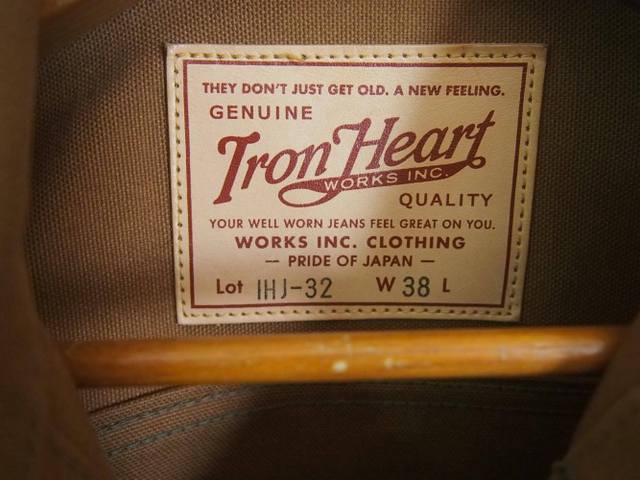 THEY DON'T JUST GET OLD. A NEW FEELING.
GENUINE
Iron Heart
WORKS INC.
QUALITY
YOUR WELL WORN JEANS FEEL GREAT ON YOU.
WORKS INC. CLOTHING
— PRIDE OF JAPAN —
Lot IHJ-32 W 38 L